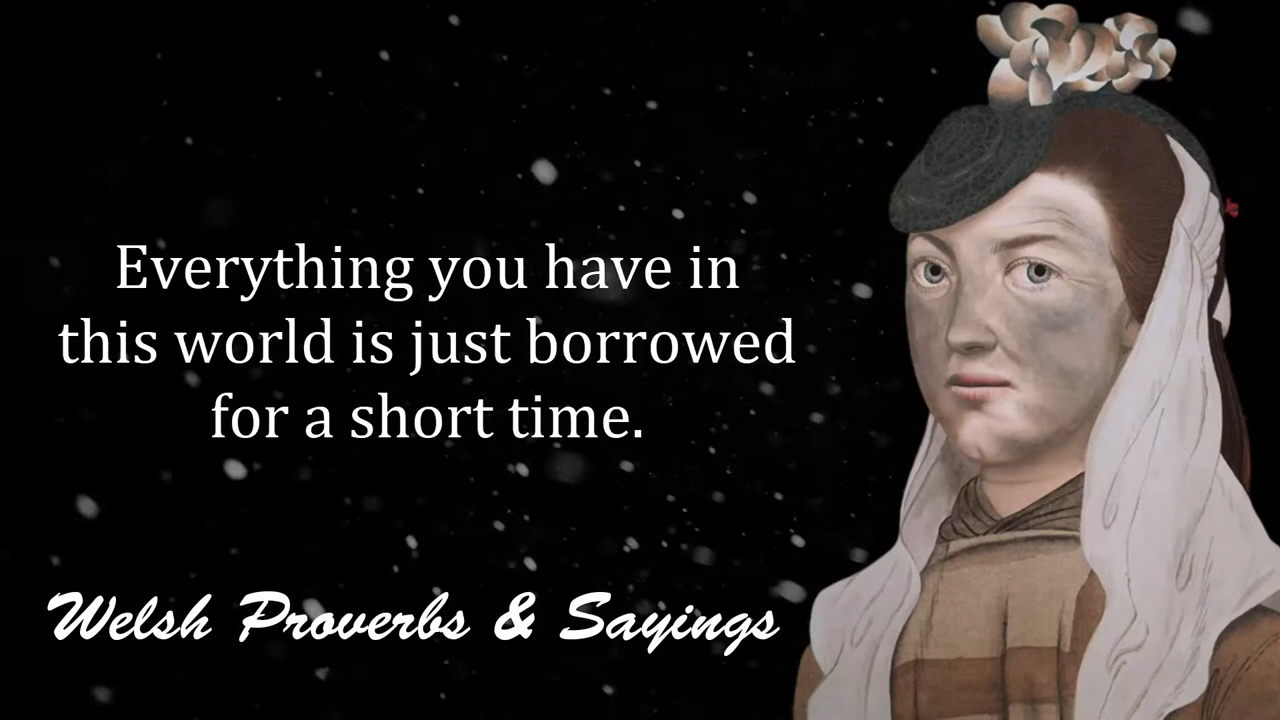 Everything you have in
this world is just borrowed
for a short time.
Welsh Proverbs & Sayings